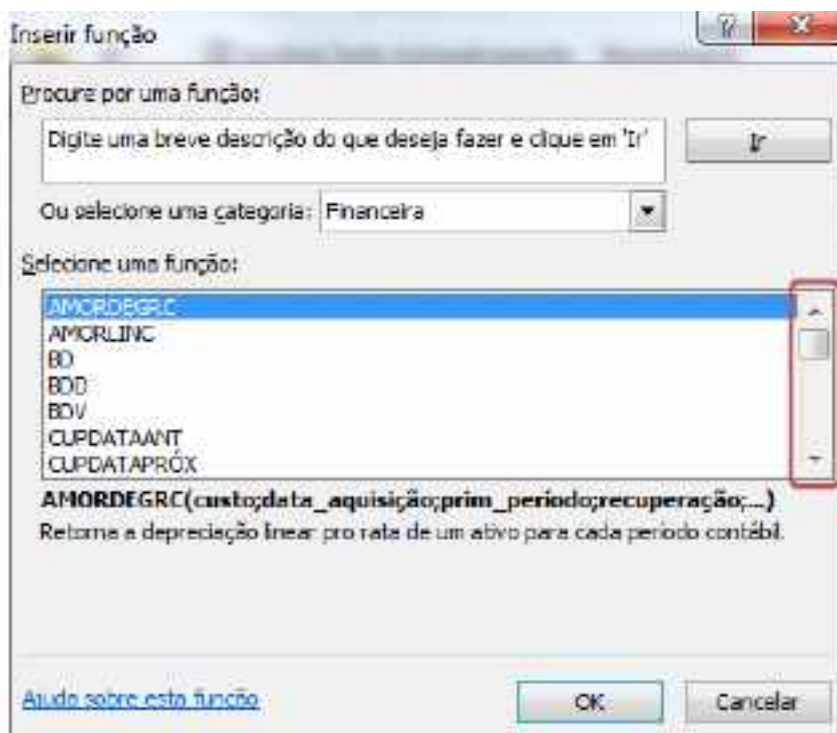 Inserir função
Procure por uma função:
Digite uma breve descrição do que deseja fazer e clique em 'Ir'
Ir
Ou selecione uma categoria: Financeira
Selecione uma função:
AMORDEGRC
AMORLINC
BD
BDD
BDV
CUPDATAANT
CUPDATAPRÓX
AMORDEGRC(custo;data_aquisição;prim_período;recuperação;...)
Retorna a depreciação linear pro rata de um ativo para cada período contábil.
Ajuda sobre esta função
OK
Cancelar